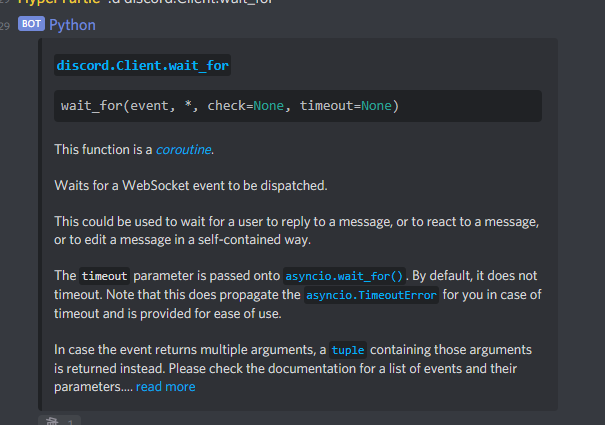 HyperTurtle .d discord.Client.wait_for
29 BOT Python
discord.Client.wait_for
wait_for(event, *, check=None, timeout=None)
This function is a coroutine.
Waits for a WebSocket event to be dispatched.
This could be used to wait for a user to reply to a message, or to react to a message,
or to edit a message in a self-contained way.
The timeout parameter is passed onto asyncio.wait_for(). By default, it does not
timeout. Note that this does propagate the asyncio.TimeoutError for you in case of
timeout and is provided for ease of use.
In case the event returns multiple arguments, a tuple containing those arguments
is returned instead. Please check the documentation for a list of events and their
parameters.... read more